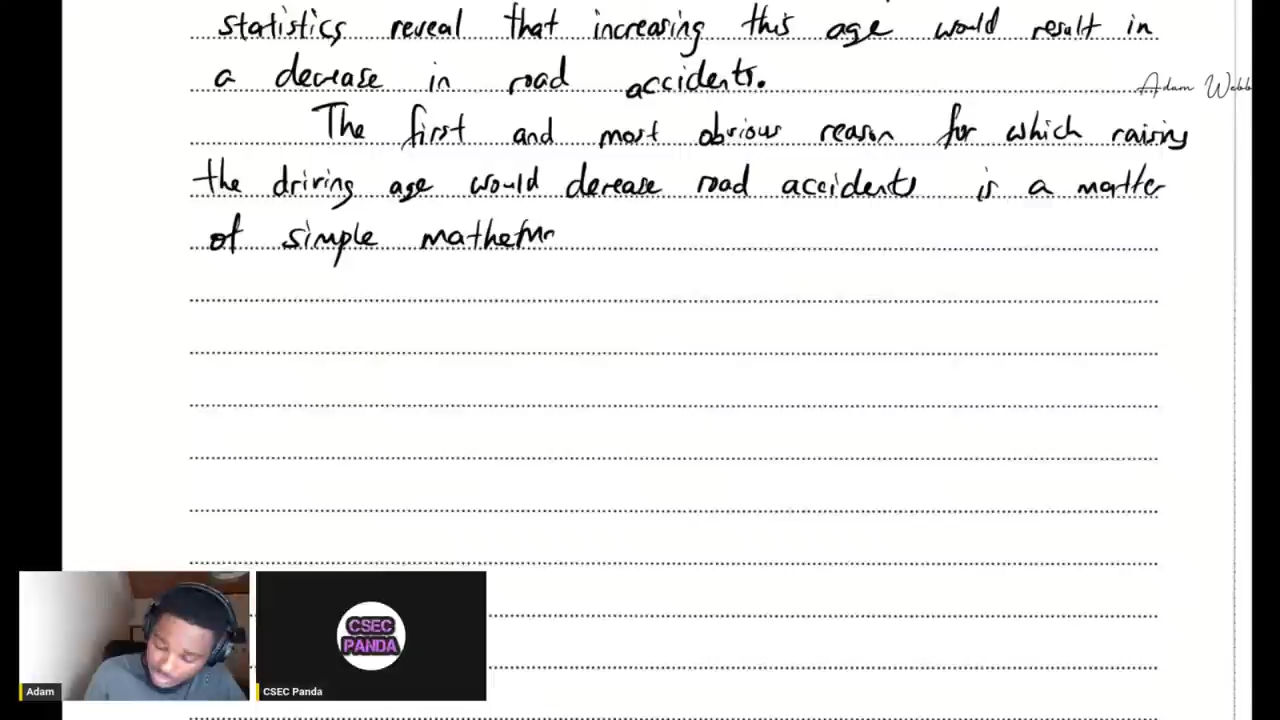 statistics reveal that increasing this age would result in
a decrease in road accidents.
Adam Webb
The first and most obvious reason for which raising
the driving age would derease road accidents is a matter
of simple mathem
CSEC
PANDA
Adam
CSEC Panda